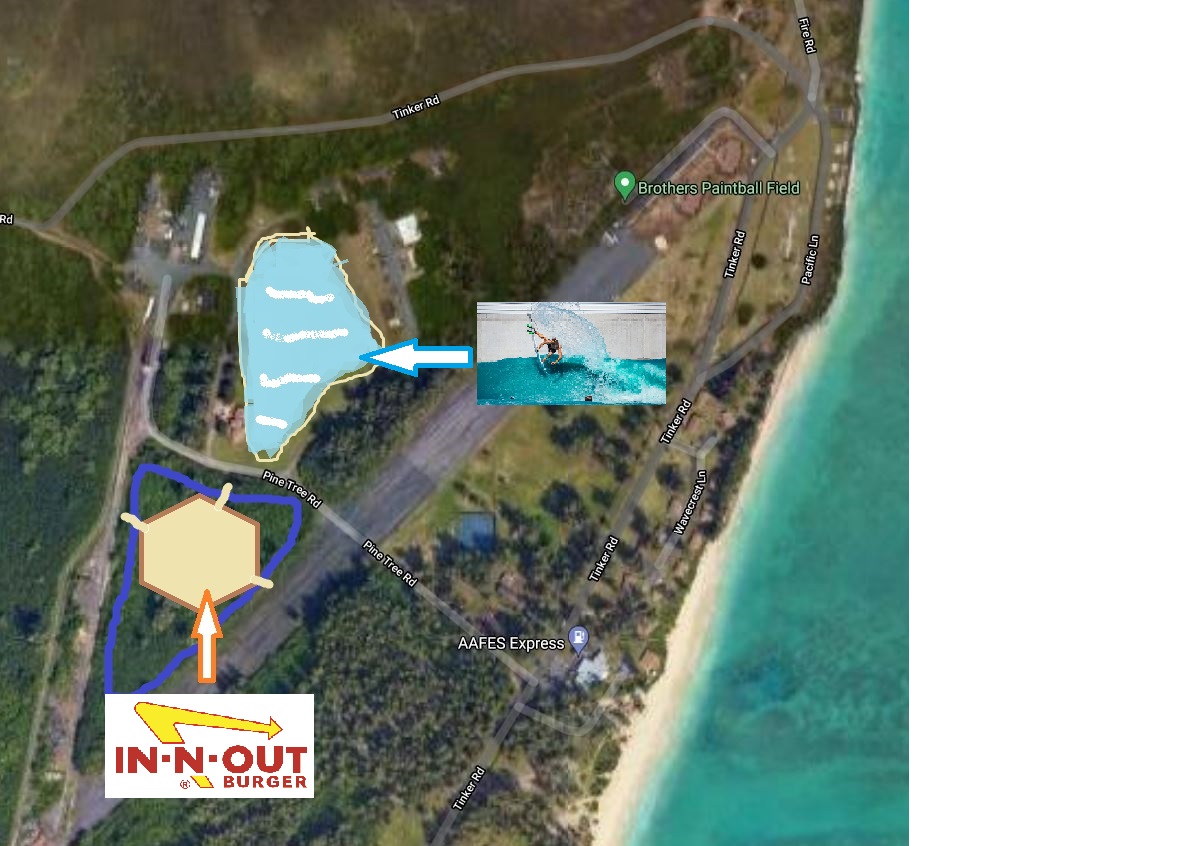 Fire Rd
Tinker Rd
Brothers Paintball Field
Rd
Tinker Rd
Pacific Ln
Tinker Rd
Pine Tree Rd
Wavecrest Ln
Pine Tree Rd
Tinker Rd
AAFES Express
IN-N-OUT
® BURGER
Tinker Rd